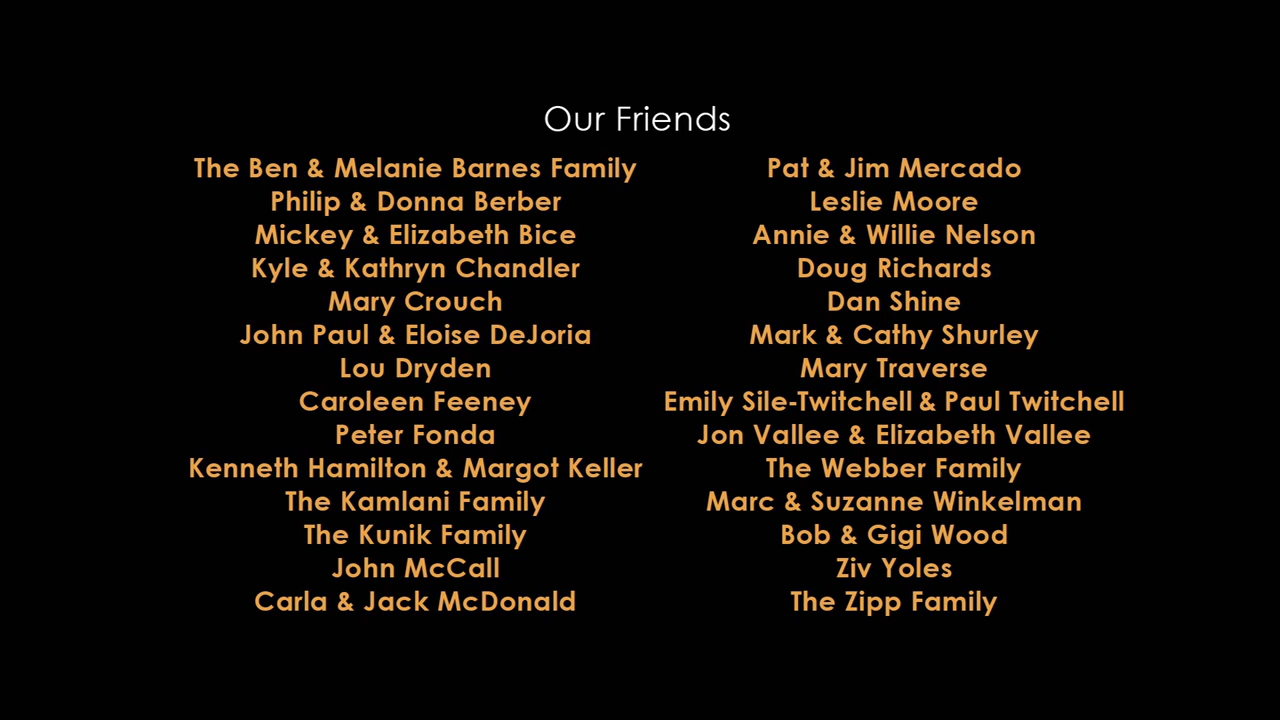 Our Friends
The Ben & Melanie Barnes Family
Philip & Donna Berber
Mickey & Elizabeth Bice
Kyle & Kathryn Chandler
Mary Crouch
John Paul & Eloise DeJoria
Lou Dryden
Caroleen Feeney
Peter Fonda
Kenneth Hamilton & Margot Keller
The Kamlani Family
The Kunik Family
John McCall
Carla & Jack McDonald
Pat & Jim Mercado
Leslie Moore
Annie & Willie Nelson
Doug Richards
Dan Shine
Mark & Cathy Shurley
Mary Traverse
Emily Sile-Twitchell & Paul Twitchell
Jon Vallee & Elizabeth Vallee
The Webber Family
Marc & Suzanne Winkelman
Bob & Gigi Wood
Ziv Yoles
The Zipp Family